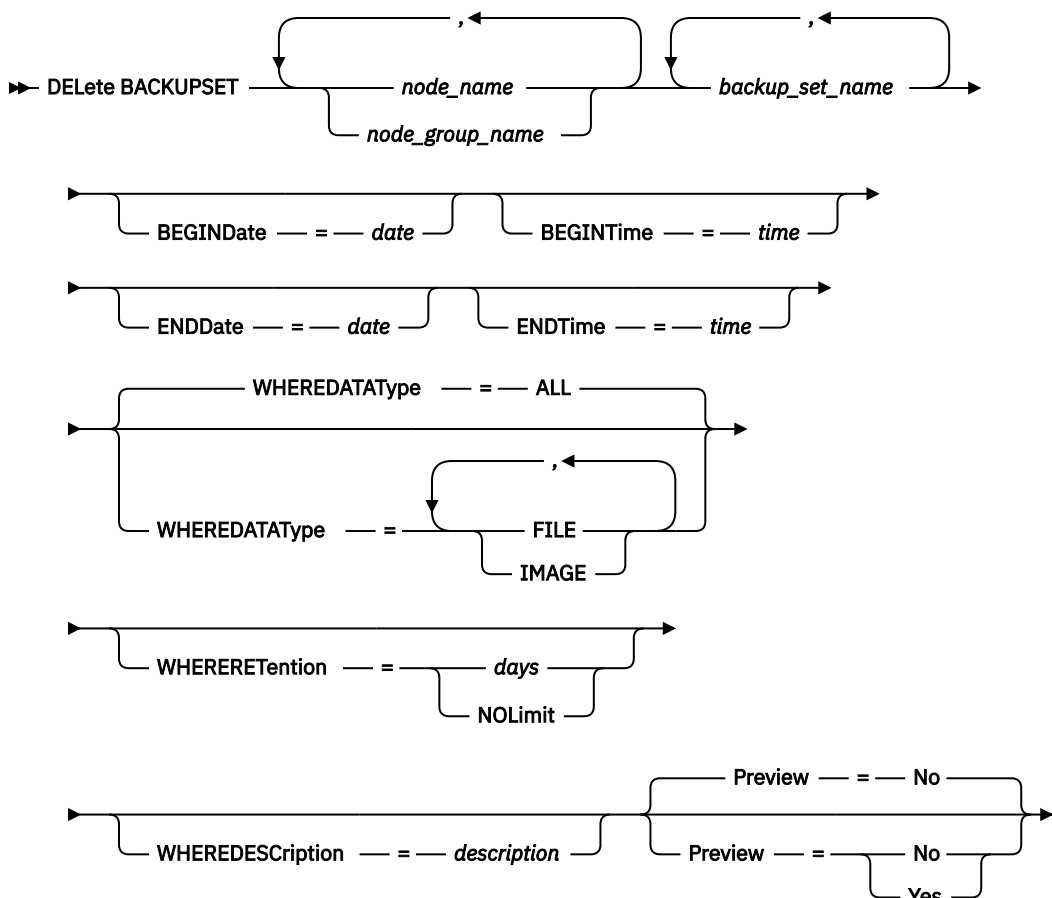 ,
,
DELete BACKUPSET node_name backup_set_name
node_group_name
BEGINDate = date BEGINTime = time
ENDDate = date ENDTime = time
WHEREDATAType = ALL
,
WHEREDATAType = FILE
IMAGE
WHERERETention = days
NOLimit
Preview = No
WHEREDESCription = description Preview = No
Yes